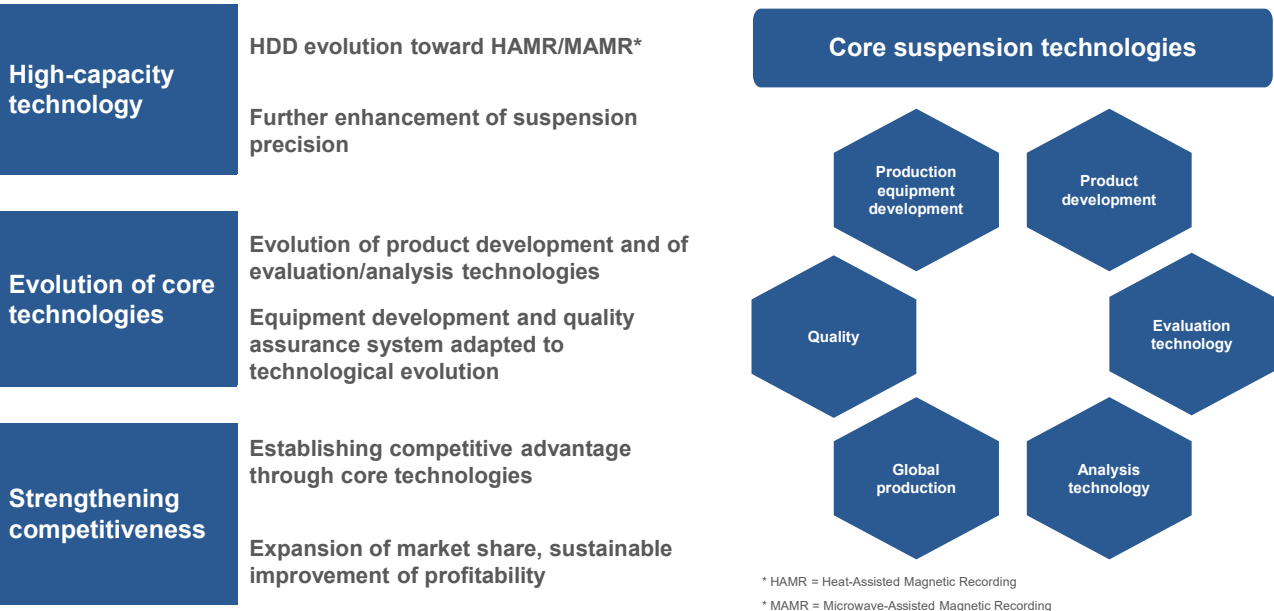 High-capacity
technology
HDD evolution toward HAMR/MAMR*
Further enhancement of suspension
precision
Evolution of core
technologies
Evolution of product development and of
evaluation/analysis technologies
Equipment development and quality
assurance system adapted to
technological evolution
Strengthening
competitiveness
Establishing competitive advantage
through core technologies
Expansion of market share, sustainable
improvement of profitability
Core suspension technologies
Production
equipment
development
Product
development
Quality
Evaluation
technology
Global
production
Analysis
technology
* HAMR = Heat-Assisted Magnetic Recording
* MAMR = Microwave-Assisted Magnetic Recording